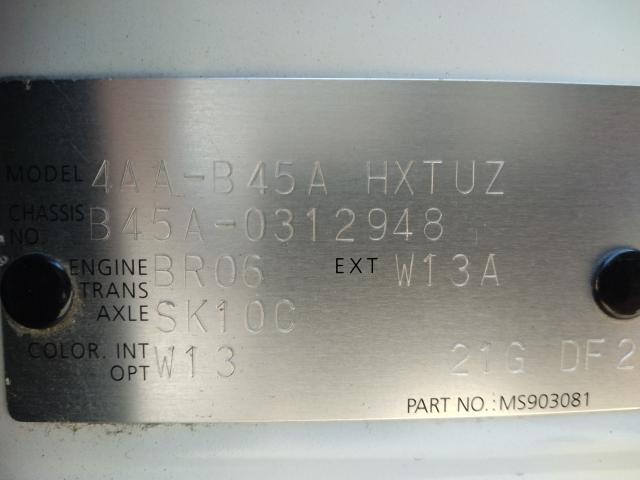 MODEL 4AA-B45A HXTUZ
CHASSIS NO. B45A-0312948
ENGINE BR06 EXT W13A
TRANS AXLE SK10C
COLOR. INT OPT W13 21G DF2
PART NO.:MS903081